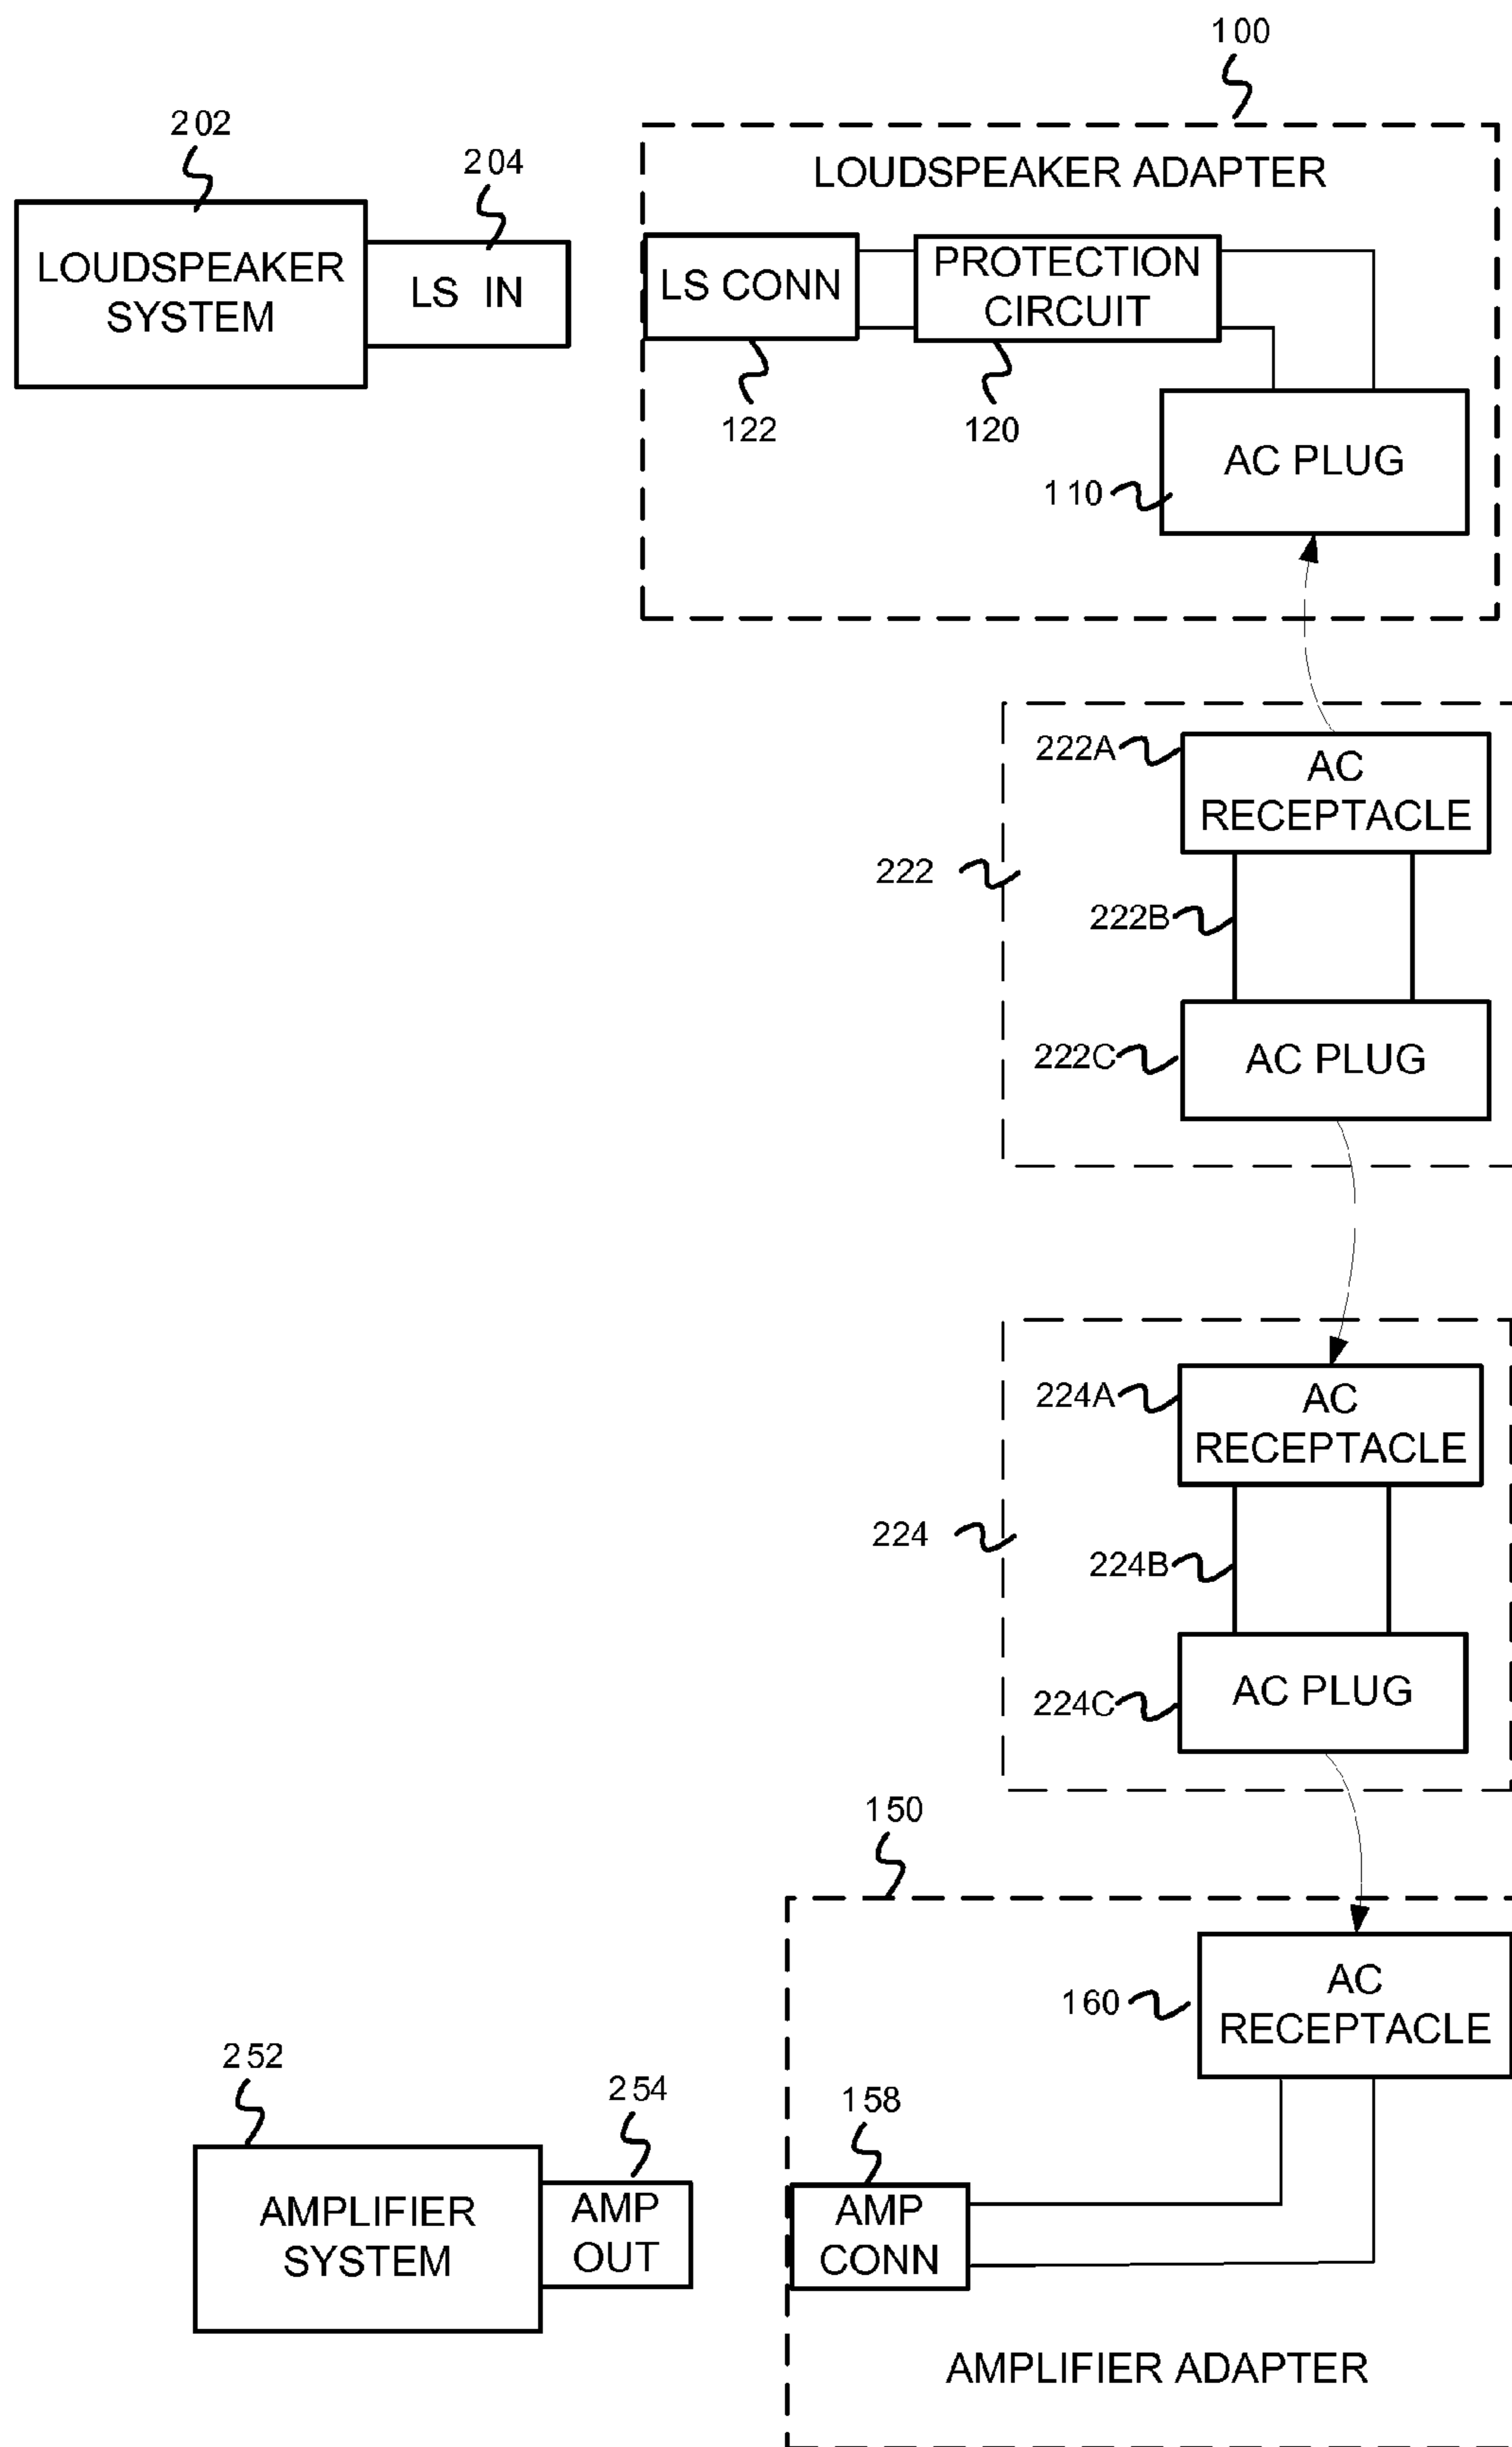 100
202
204
LOUDSPEAKER ADAPTER
LOUDSPEAKER
SYSTEM
LS IN
LS CONN
PROTECTION
CIRCUIT
122
120
AC PLUG
110
222A
AC
RECEPTACLE
222
222B
222C
AC PLUG
224A
AC
RECEPTACLE
224
224B
224C
AC PLUG
150
160
AC
RECEPTACLE
252
254
158
AMPLIFIER
SYSTEM
AMP
OUT
AMP
CONN
AMPLIFIER ADAPTER